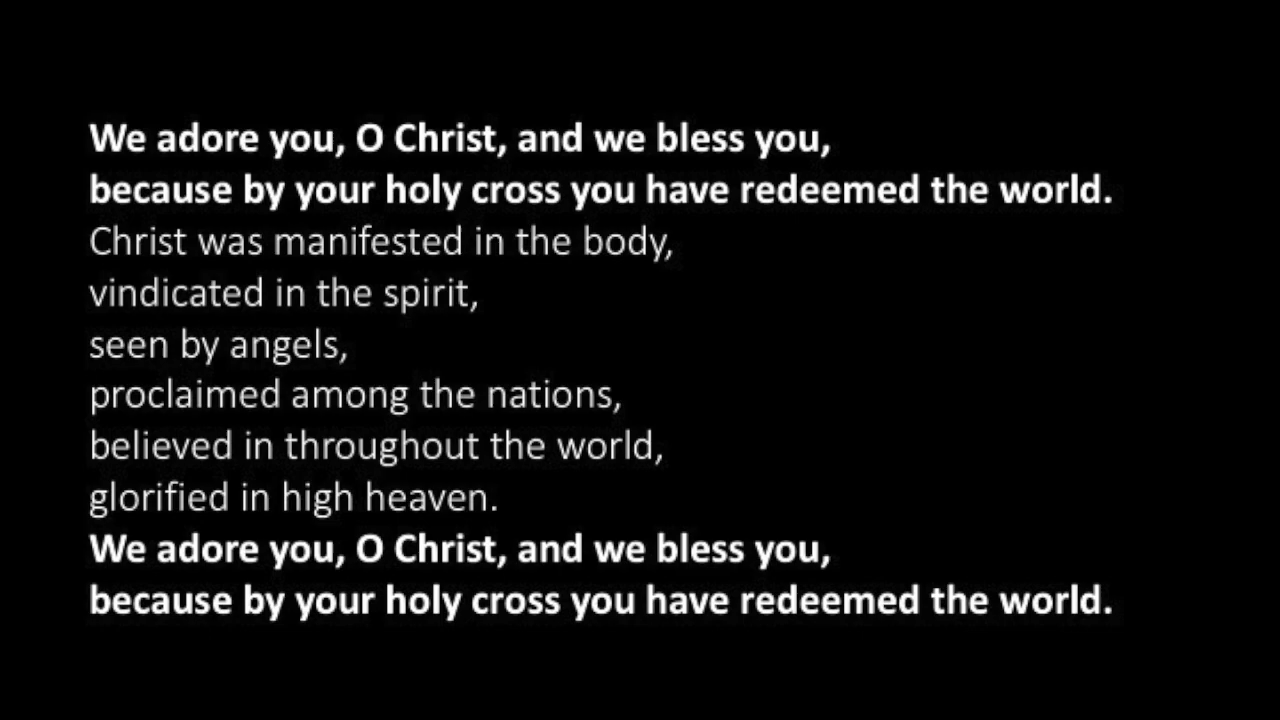 We adore you, O Christ, and we bless you,
because by your holy cross you have redeemed the world.
Christ was manifested in the body,
vindicated in the spirit,
seen by angels,
proclaimed among the nations,
believed in throughout the world,
glorified in high heaven.
We adore you, O Christ, and we bless you,
because by your holy cross you have redeemed the world.